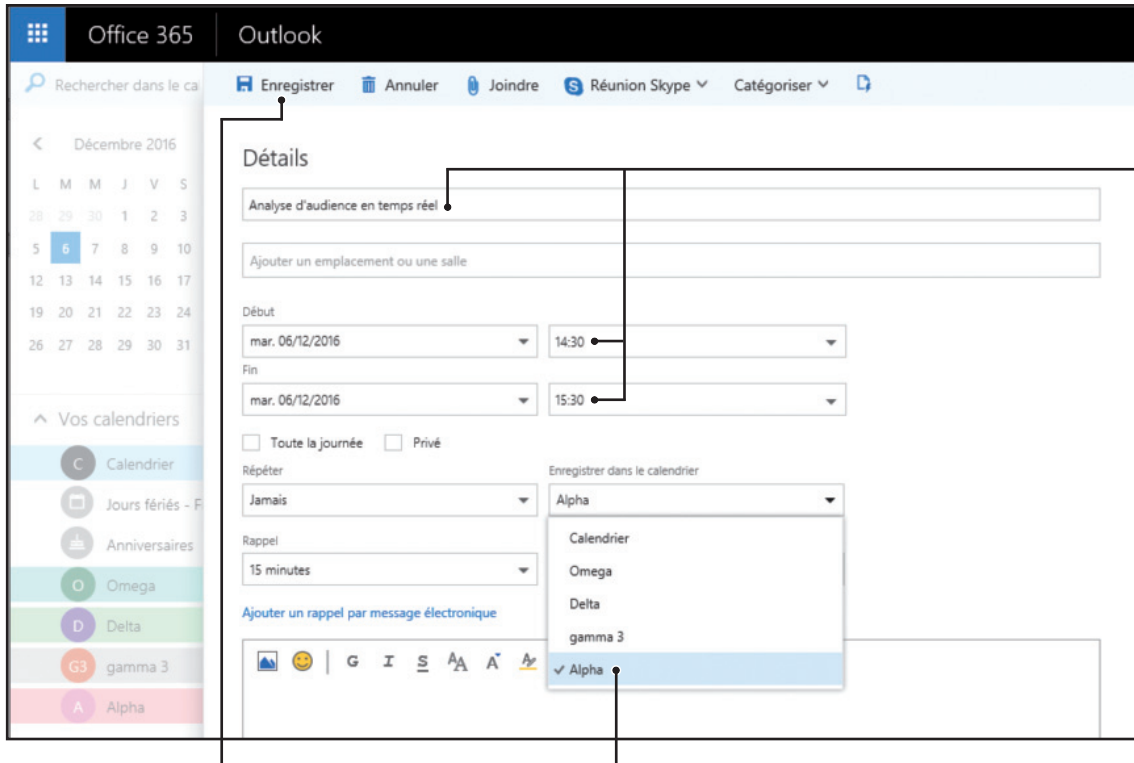 Office 365 Outlook
Rechercher dans le ca
Enregistrer Annuler Joindre Réunion Skype Catégoriser
Décembre 2016
L M M J V S
28 29 30 1 2 3
5 6 7 8 9 10
12 13 14 15 16 17
19 20 21 22 23 24
26 27 28 29 30 31
Vos calendriers
C Calendrier
Jours fériés - F
Anniversaires
O Omega
D Delta
G3 gamma 3
A Alpha
Détails
Analyse d'audience en temps réel
Ajouter un emplacement ou une salle
Début
mar. 06/12/2016 14:30
Fin
mar. 06/12/2016 15:30
Toute la journée Privé
Répéter Enregistrer dans le calendrier
Jamais Alpha
Rappel
15 minutes
Calendrier
Omega
Delta
gamma 3
Alpha
Ajouter un rappel par message électronique
G I S AA A